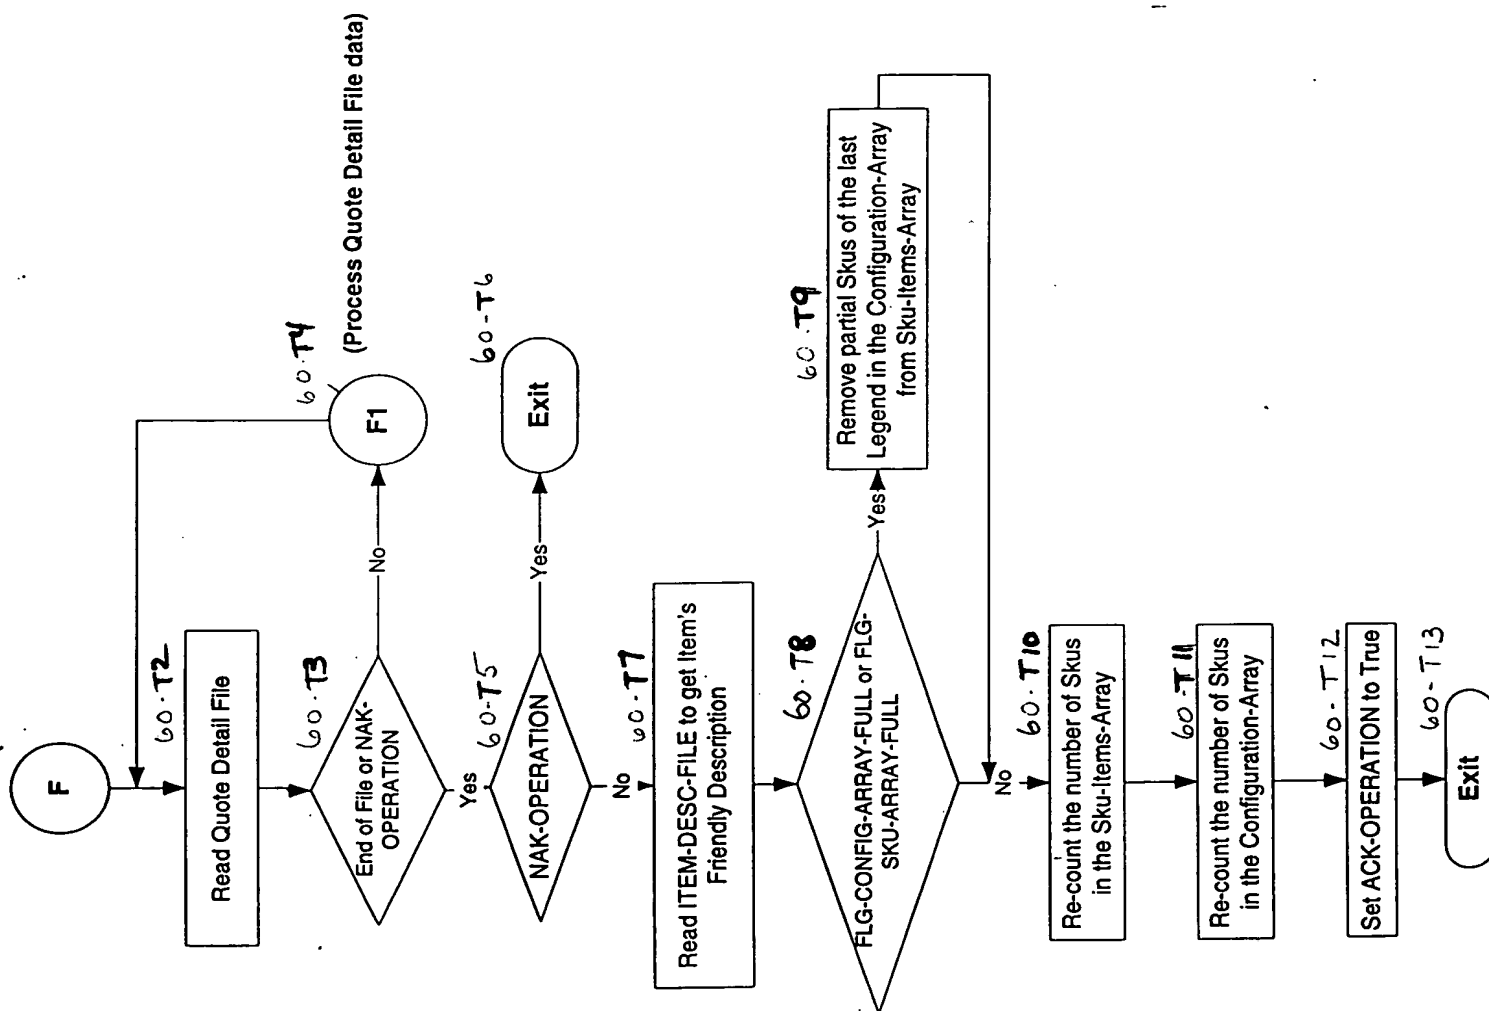 F
60-T2
Read Quote Detail File
60-T3
End of File or NAK-
OPERATION
No
60-T4
F1
(Process Quote Detail File data)
Yes
60-T5
NAK-OPERATION
Yes
60-T6
Exit
No
60-T7
Read ITEM-DESC-FILE to get Item's
Friendly Description
60-T8
FLG-CONFIG-ARRAY-FULL or FLG-
SKU-ARRAY-FULL
Yes
60-T9
Remove partial Skus of the last
Legend in the Configuration-Array
from Sku-Items-Array
No
60-T10
Re-count the number of Skus
in the Sku-Items-Array
60-T11
Re-count the number of Skus
in the Configuration-Array
60-T12
Set ACK-OPERATION to True
60-T13
Exit